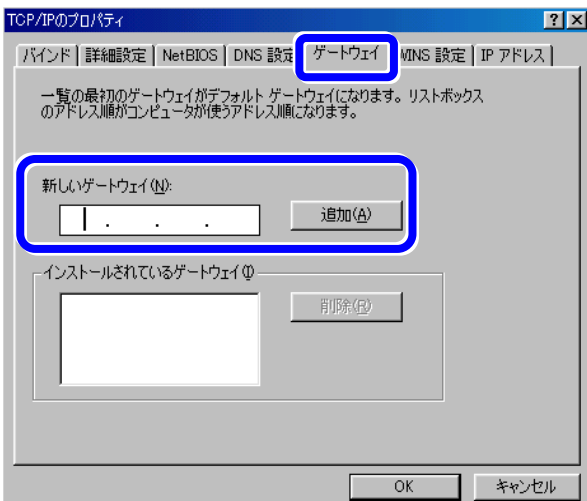 TCP/IPのプロパティ
バインド 詳細設定 NetBIOS DNS 設定 ゲートウェイ WINS 設定 IP アドレス
一覧の最初のゲートウェイがデフォルト ゲートウェイになります。リストボックス
のアドレス順がコンピュータが使うアドレス順になります。
新しいゲートウェイ(N):
. . .
追加(A)
インストールされているゲートウェイ(I)
削除(R)
OK キャンセル